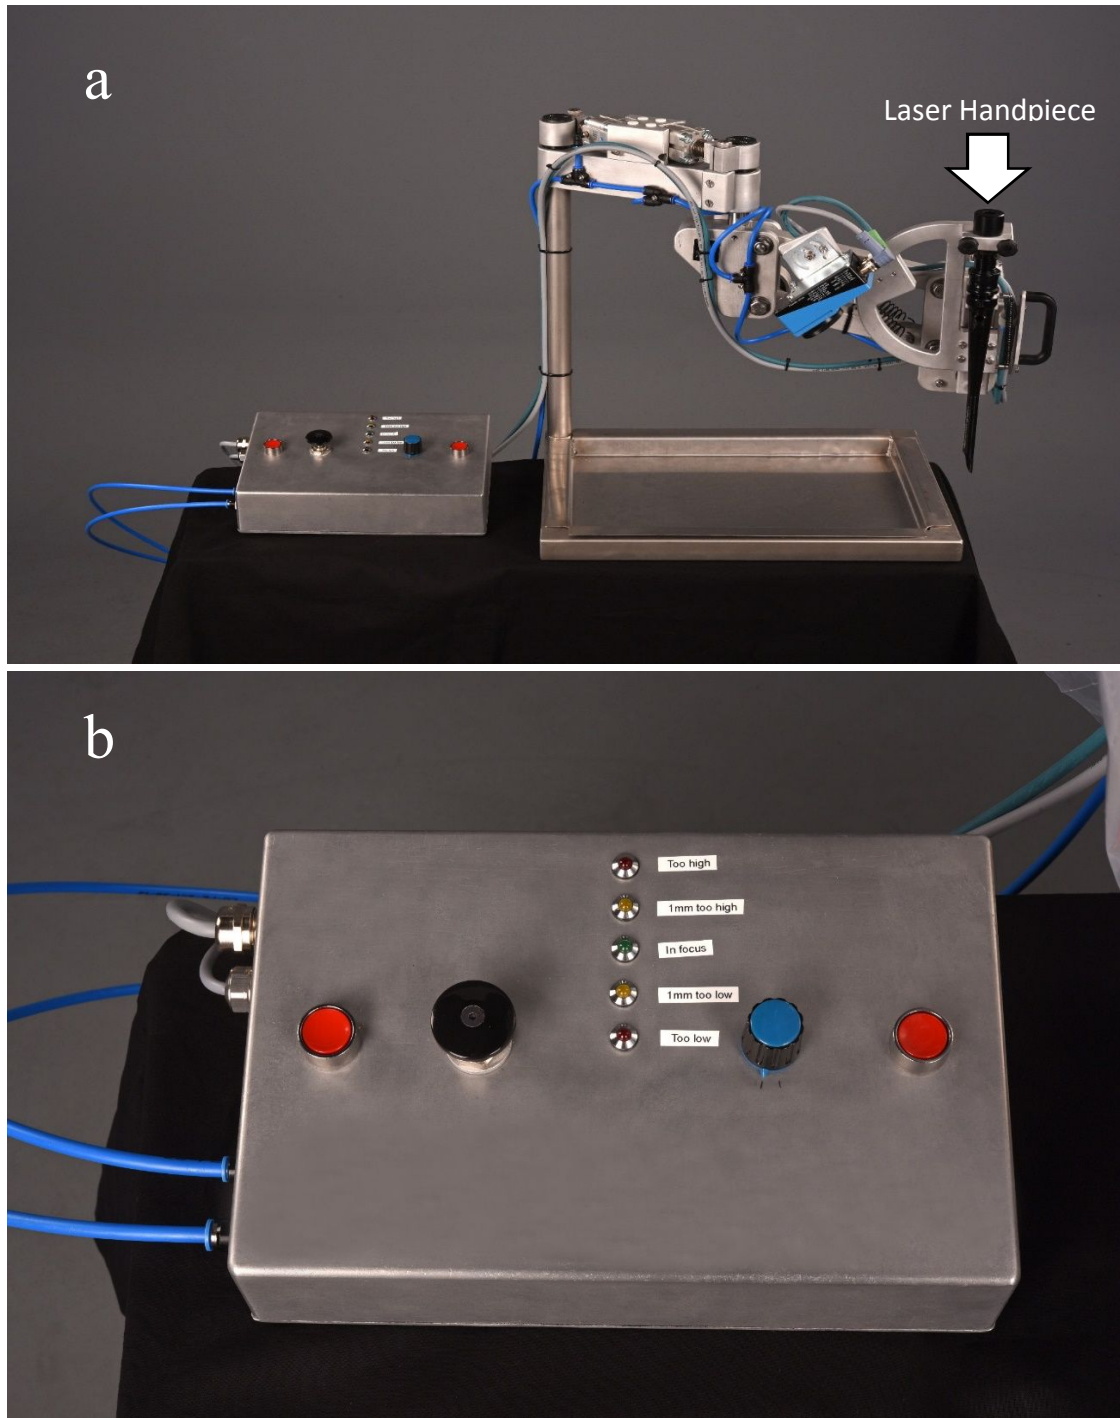 a
Laser Handpiece
b
Too high
1mm too high
In focus
1mm too low
Too low